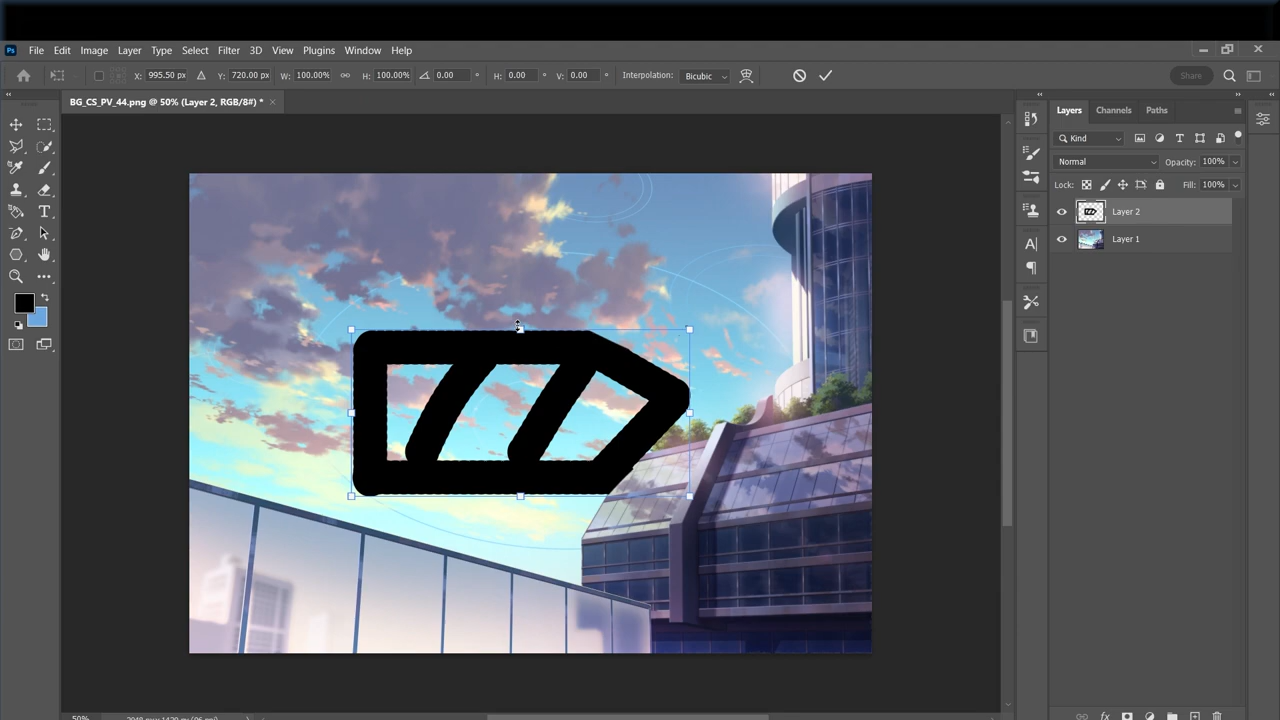 Ps File Edit Image Layer Type Select Filter 3D View Plugins Window Help
X: 995.50 px Y: 720.00 px W: 100.00% H: 100.00% 0.00 ° H: 0.00 ° V: 0.00 ° Interpolation: Bicubic Share
BG_CS_PV_44.png @ 50% (Layer 2, RGB/8#) * ×
Layers Channels Paths
Kind
Normal Opacity: 100%
Lock: Fill: 100%
Layer 2
Layer 1
50%